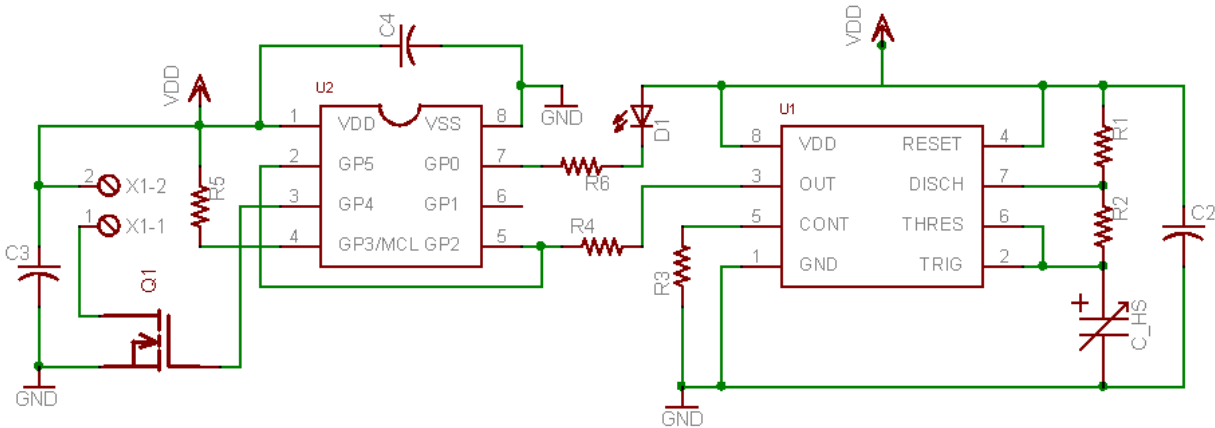 C4
VDD
U2
GND
VDD
1 VDD VSS 8
2 GP5 GP0 7
3 GP4 GP1 6
4 GP3/MCL GP2 5
2 X1-2
1 X1-1
R5
R6
R4
D1
C3
Q1
GND
VDD
U1
8 VDD RESET 4
3 OUT DISCH 7
5 CONT THRES 6
1 GND TRIG 2
R1
R2
C2
R3
+
C_HS
GND